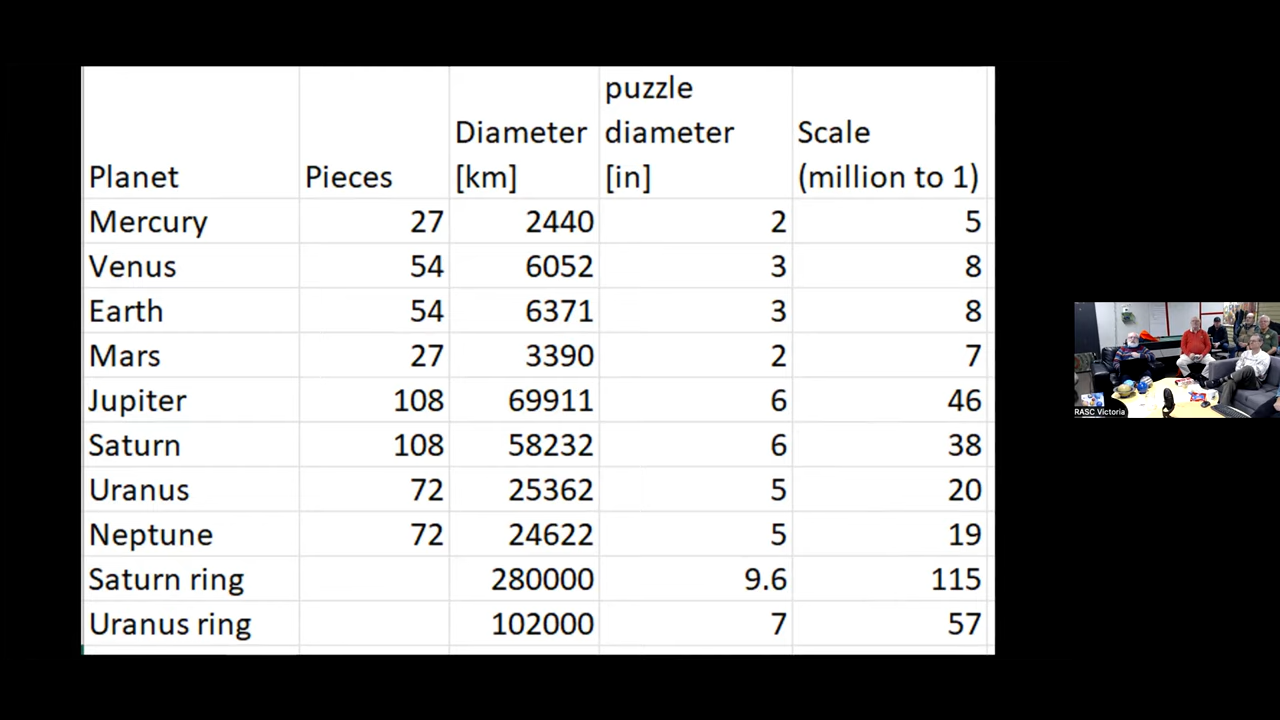 puzzle
Diameter diameter Scale
Planet Pieces [km] [in] (million to 1)
Mercury 27 2440 2 5
Venus 54 6052 3 8
Earth 54 6371 3 8
Mars 27 3390 2 7
Jupiter 108 69911 6 46
Saturn 108 58232 6 38
Uranus 72 25362 5 20
Neptune 72 24622 5 19
Saturn ring 280000 9.6 115
Uranus ring 102000 7 57
RASC Victoria